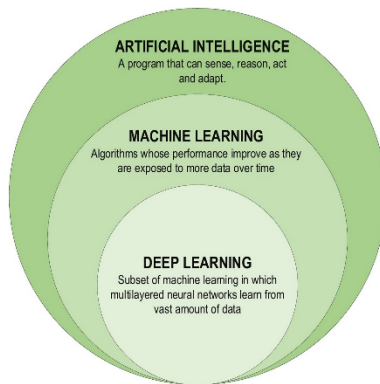 ARTIFICIAL INTELLIGENCE
A program that can sense, reason, act
and adapt.
MACHINE LEARNING
Algorithms whose performance improve as they
are exposed to more data over time
DEEP LEARNING
Subset of machine learning in which
multilayered neural networks learn from
vast amount of data